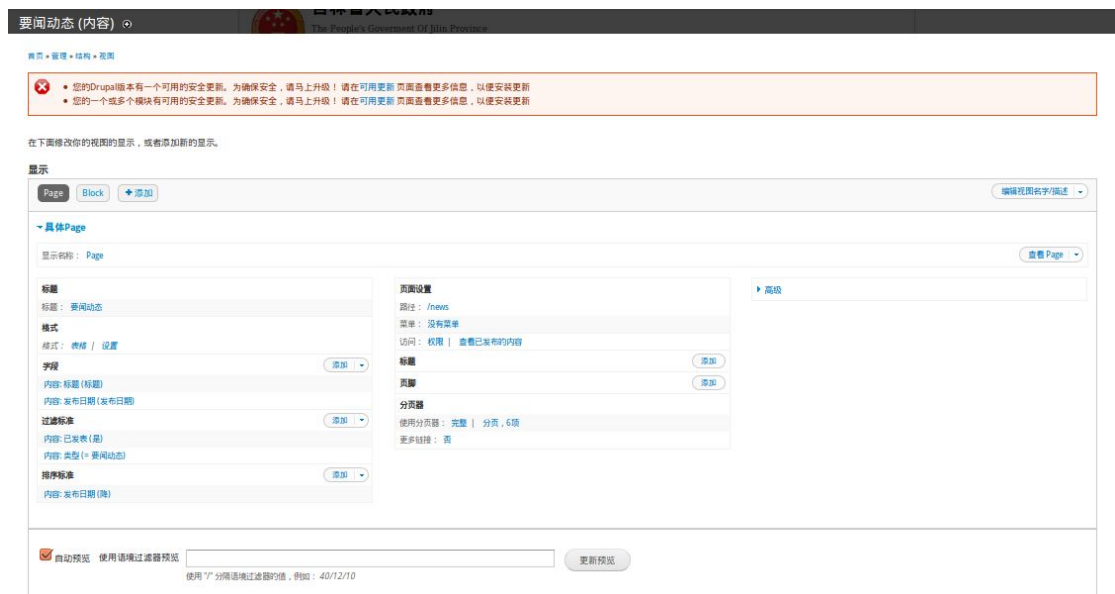 要闻动态 (内容)
吉林省人民政府
The People's Goverment Of Jilin Province
首页 » 管理 » 结构 » 视图
• 您的Drupal版本有一个可用的安全更新。为确保安全，请马上升级！ 请在可用更新 页面查看更多信息，以便安装更新
• 您的一个或多个模块有可用的安全更新。为确保安全，请马上升级！ 请在可用更新 页面查看更多信息，以便安装更新
在下面修改你的视图的显示，或者添加新的显示。
显示
Page Block 添加 编辑视图名字/描述
具体Page
显示名称： Page 查看 Page
标题
标题： 要闻动态
格式
格式： 表格 | 设置
字段 添加
内容: 标题 (标题)
内容: 发布日期 (发布日期)
过滤标准 添加
内容: 已发表 (是)
内容: 类型 (= 要闻动态)
排序标准 添加
内容: 发布日期 (降)
页面设置
路径： /news
菜单： 没有菜单
访问： 权限 | 查看已发布的内容
标题 添加
页脚 添加
分页器
使用分页器： 完整 | 分页，6项
更多链接： 否
高级
自动预览 使用语境过滤器预览 更新预览
使用 "/" 分隔语境过滤器的值，例如： 40/12/10